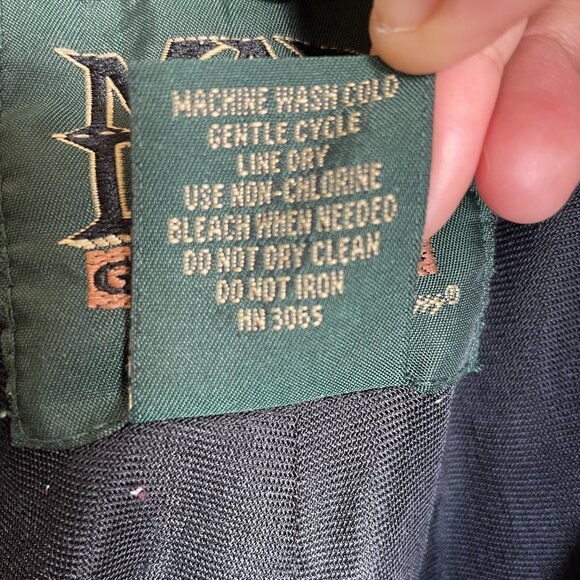 MACHINE WASH COLD
GENTLE CYCLE
LINE DRY
USE NON-CHLORINE
BLEACH WHEN NEEDED
DO NOT DRY CLEAN
DO NOT IRON
HN 3065